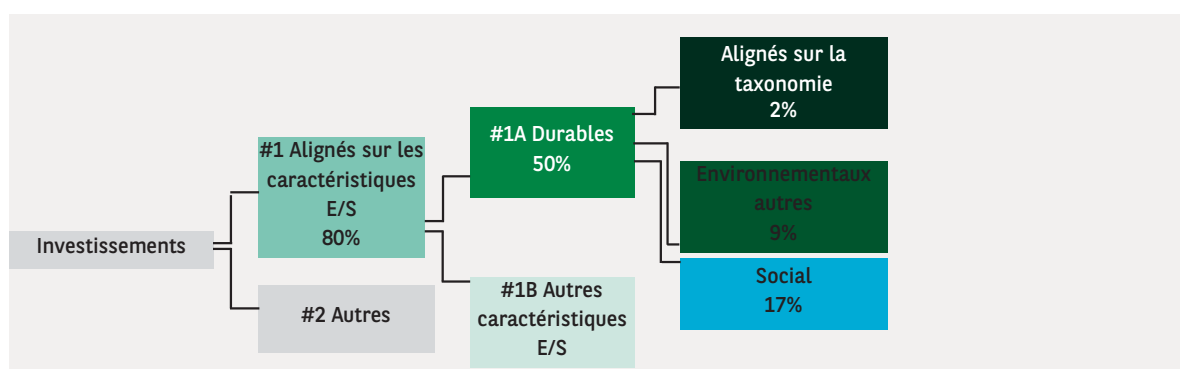 Investissements
#1 Alignés sur les
caractéristiques
E/S
80%
#2 Autres
#1A Durables
50%
#1B Autres
caractéristiques
E/S
Alignés sur la
taxonomie
2%
Environnementaux
autres
9%
Social
17%